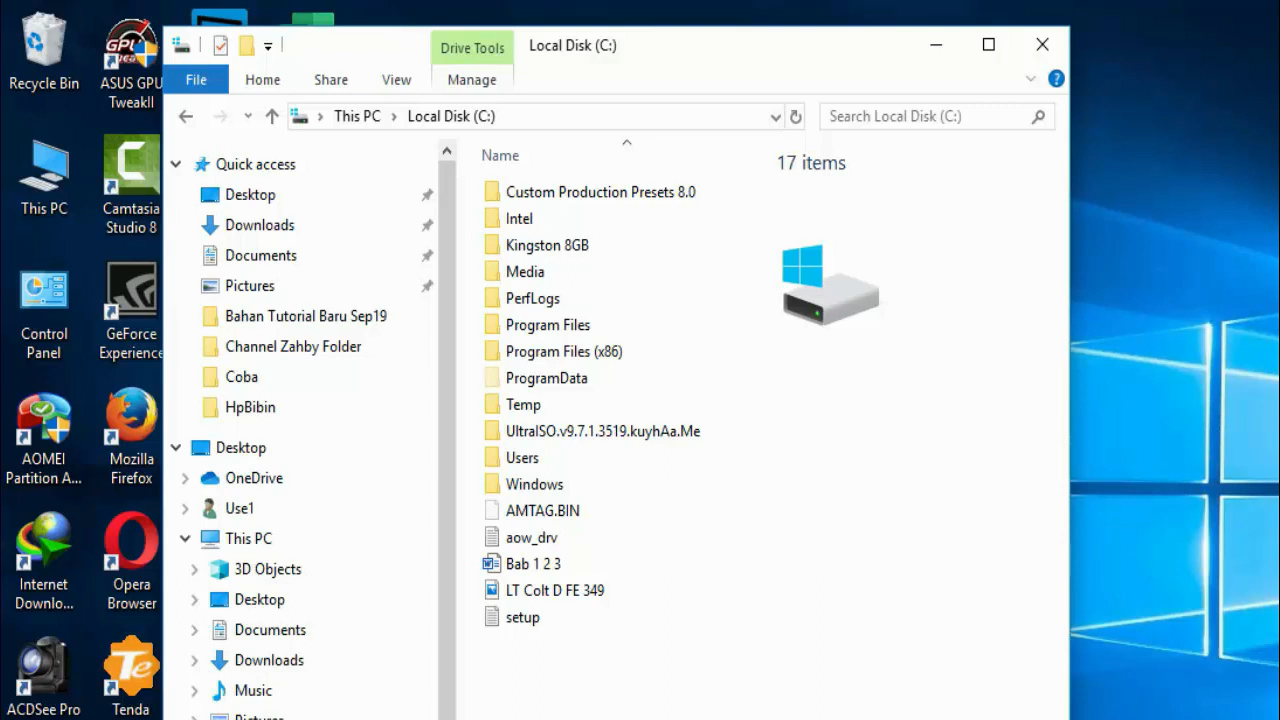 Recycle Bin
ASUS GPU
TweakII
This PC
Camtasia
Studio 8
Control
Panel
GeForce
Experience
AOMEI
Partition A...
Mozilla
Firefox
Internet
Downlo...
Opera
Browser
ACDSee Pro
Tenda
Drive Tools
Local Disk (C:)
File
Home
Share
View
Manage
This PC
Local Disk (C:)
Search Local Disk (C:)
Quick access
Desktop
Downloads
Documents
Pictures
Bahan Tutorial Baru Sep19
Channel Zahby Folder
Coba
HpBibin
Desktop
OneDrive
Use1
This PC
3D Objects
Desktop
Documents
Downloads
Music
Pictures
Name
Custom Production Presets 8.0
Intel
Kingston 8GB
Media
PerfLogs
Program Files
Program Files (x86)
ProgramData
Temp
UltraISO.v9.7.1.3519.kuyhAa.Me
Users
Windows
AMTAG.BIN
aow_drv
Bab 1 2 3
LT Colt D FE 349
setup
17 items